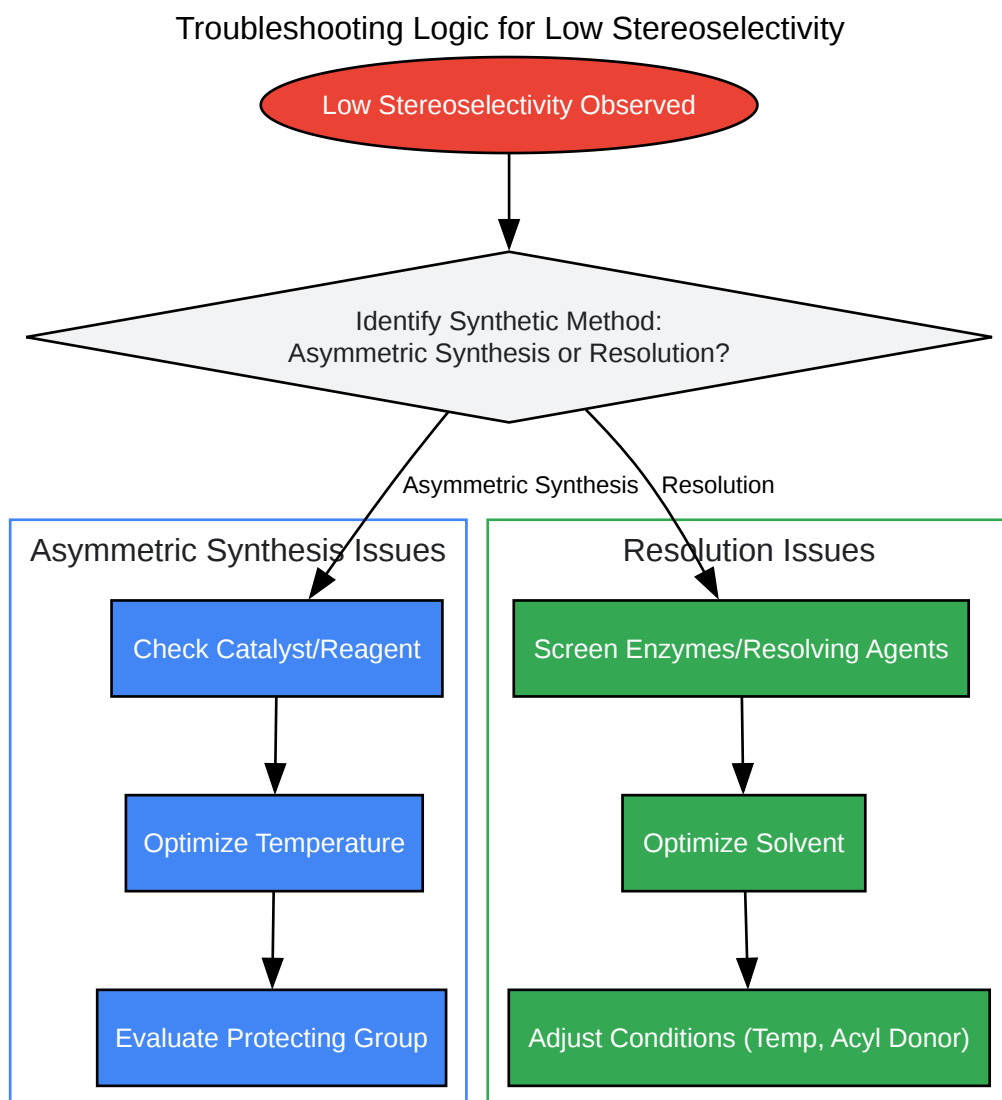 Troubleshooting Logic for Low Stereoselectivity
Low Stereoselectivity Observed
Identify Synthetic Method:
Asymmetric Synthesis or Resolution?
Asymmetric Synthesis
Resolution
Asymmetric Synthesis Issues
Check Catalyst/Reagent
Optimize Temperature
Evaluate Protecting Group
Resolution Issues
Screen Enzymes/Resolving Agents
Optimize Solvent
Adjust Conditions (Temp, Acyl Donor)